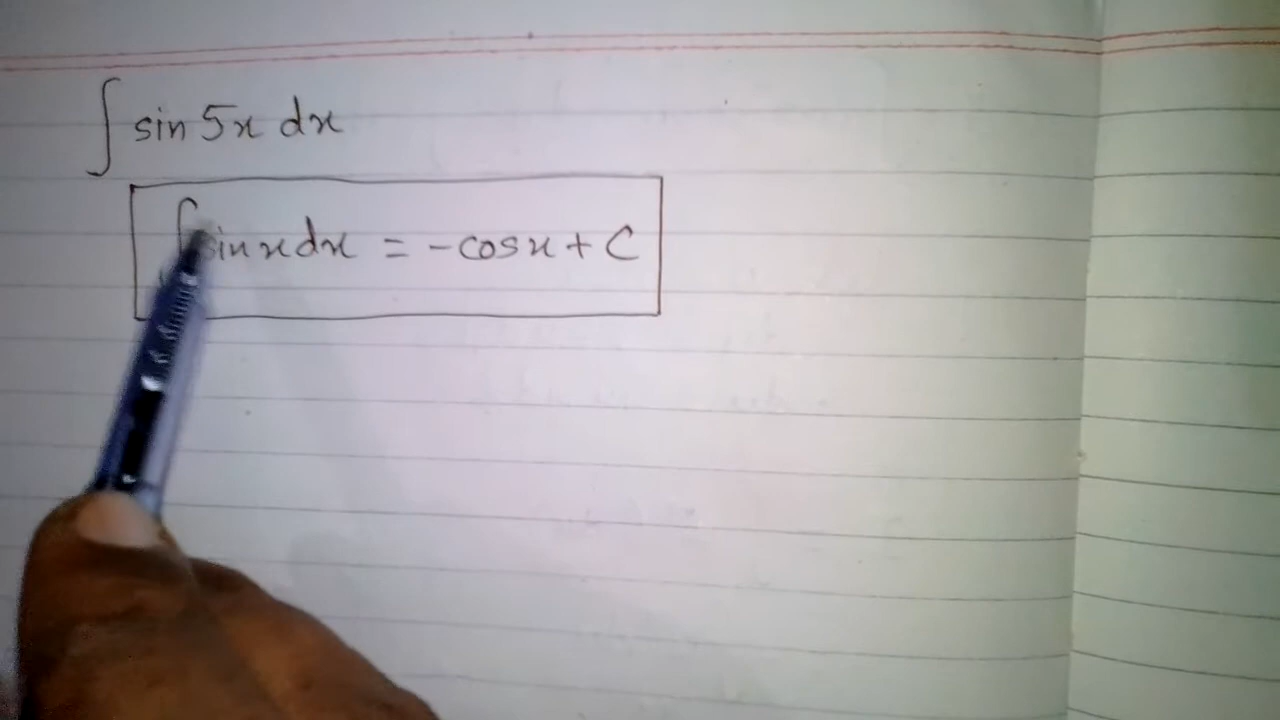 ∫ sin 5x dx
∫ sin x dx = -cos x + C